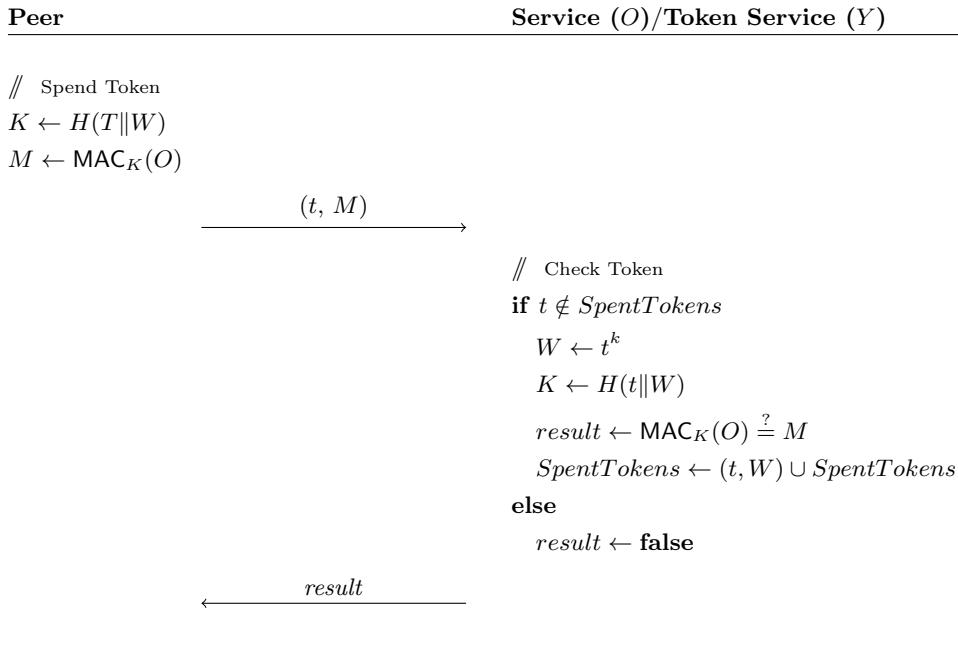 Peer Service (O)/Token Service (Y)
// Spend Token
K ← H(T‖W)
M ← MAC_K(O)
(t, M)
// Check Token
if t ∉ SpentTokens
W ← t^k
K ← H(t‖W)
result ← MAC_K(O) ≟ M
SpentTokens ← (t, W) ∪ SpentTokens
else
result ← false
result